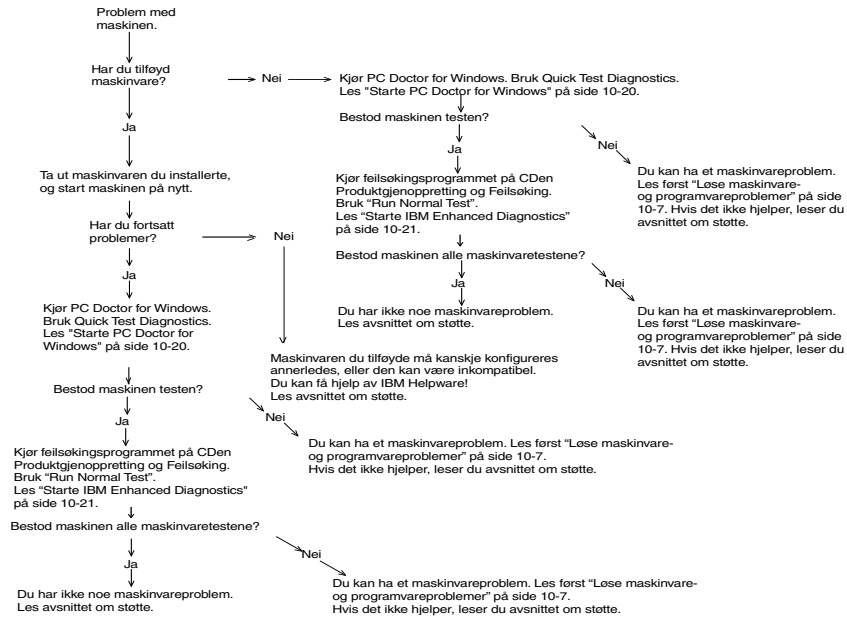 Problem med
maskinen.
Har du tilføyd
maskinvare?
Nei
Kjør PC Doctor for Windows. Bruk Quick Test Diagnostics.
Les "Starte PC Doctor for Windows" på side 10-20.
Bestod maskinen testen?
Nei
Du kan ha et maskinvareproblem.
Les først “Løse maskinvare-
og programvareproblemer” på side
10-7. Hvis det ikke hjelper, leser du
avsnittet om støtte.
Ja
Kjør feilsøkingsprogrammet på CDen
Produktgjenoppretting og Feilsøking.
Bruk “Run Normal Test”.
Les “Starte IBM Enhanced Diagnostics”
på side 10-21.
Bestod maskinen alle maskinvaretestene?
Nei
Du kan ha et maskinvareproblem.
Les først “Løse maskinvare-
og programvareproblemer” på side
10-7. Hvis det ikke hjelper, leser du
avsnittet om støtte.
Ja
Du har ikke noe maskinvareproblem.
Les avsnittet om støtte.
Ja
Ta ut maskinvaren du installerte,
og start maskinen på nytt.
Har du fortsatt
problemer?
Nei
Maskinvaren du tilføyde må kanskje konfigureres
annerledes, eller den kan være inkompatibel.
Du kan få hjelp av IBM Helpware!
Les avsnittet om støtte.
Ja
Kjør PC Doctor for Windows.
Bruk Quick Test Diagnostics.
Les "Starte PC Doctor for
Windows" på side 10-20.
Bestod maskinen testen?
Nei
Du kan ha et maskinvareproblem. Les først “Løse maskinvare-
og programvareproblemer” på side 10-7.
Hvis det ikke hjelper, leser du avsnittet om støtte.
Ja
Kjør feilsøkingsprogrammet på CDen
Produktgjenoppretting og Feilsøking.
Bruk “Run Normal Test”.
Les "Starte IBM Enhanced Diagnostics"
på side 10-21.
Bestod maskinen alle maskinvaretestene?
Nei
Du kan ha et maskinvareproblem. Les først “Løse maskinvare-
og programvareproblemer” på side 10-7.
Hvis det ikke hjelper, leser du avsnittet om støtte.
Ja
Du har ikke noe maskinvareproblem.
Les avsnittet om støtte.